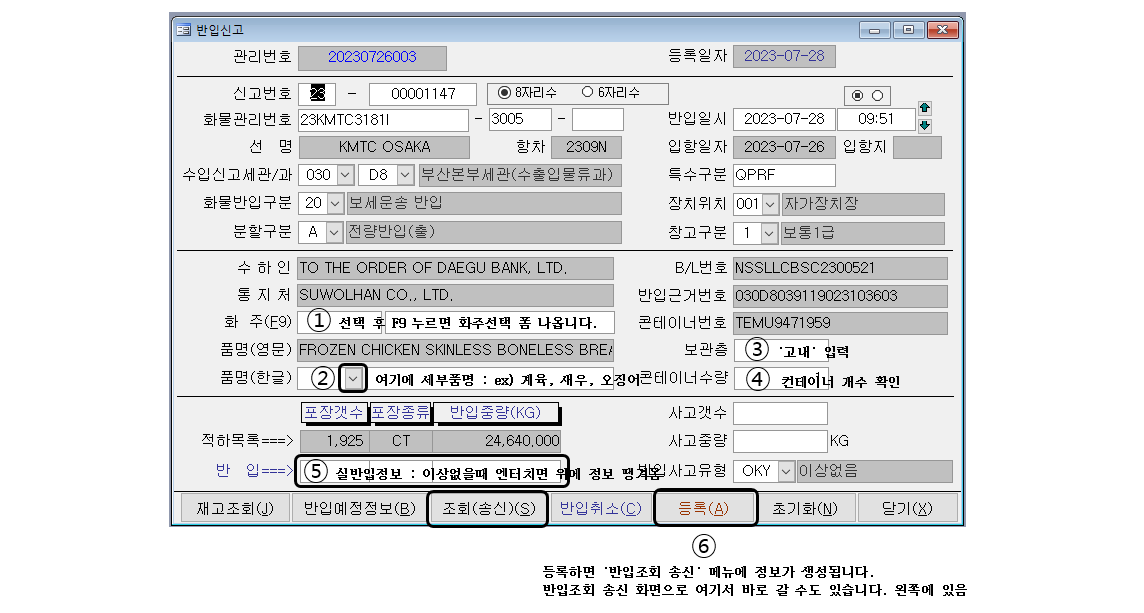 반입신고
관리번호 20230726003 등록일자 2023-07-28
신고번호 23 - 00001147 8자리수 6자리수
화물관리번호 23KMTC3181I - 3005 - 반입일시 2023-07-28 09:51
선 명 KMTC OSAKA 항차 2309N 입항일자 2023-07-26 입항지
수입신고세관/과 030 D8 부산본부세관(수출입물류과) 특수구분 QPRF
화물반입구분 20 보세운송 반입 장치위치 001 자가장치장
분할구분 A 전량반입(출) 창고구분 1 보통1급
수 하 인 TO THE ORDER OF DAEGU BANK, LTD. B/L번호 NSSLLCBSC2300521
통 지 처 SUWOLHAN CO., LTD. 반입근거번호 030D8039119023103603
화 주(F9) ① 선택 후 F9 누르면 화주선택 폼 나옵니다. 콘테이너번호 TEMU9471959
품명(영문) FROZEN CHICKEN SKINLESS BONELESS BREA 보관층 ③ '고내' 입력
품명(한글) ② 여기에 세부품명 : ex) 계육, 새우, 오징어 콘테이너수량 ④ 컨테이너 개수 확인
포장갯수 포장종류 반입중량(KG) 사고갯수
적하목록===> 1,925 CT 24,640,000 사고중량 KG
반 입===> ⑤ 실반입정보 : 이상없을때 엔터치면 위에 정보 땡겨옴 반입사고유형 OKY 이상없음
재고조회(J) 반입예정정보(B) 조회(송신)(S) 반입취소(C) 등록(A) 초기화(N) 닫기(X)
⑥
등록하면 '반입조회 송신' 메뉴에 정보가 생성됩니다.
반입조회 송신 화면으로 여기서 바로 갈 수도 있습니다. 왼쪽에 있음